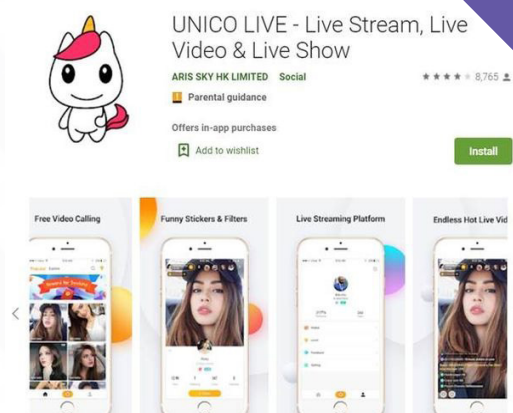 UNICO LIVE - Live Stream, Live
Video & Live Show
ARIS SKY HK LIMITED Social
8,765
Parental guidance
Offers in-app purchases
Add to wishlist
Install
Free Video Calling
Funny Stickers & Filters
Live Streaming Platform
Endless Hot Live Vid